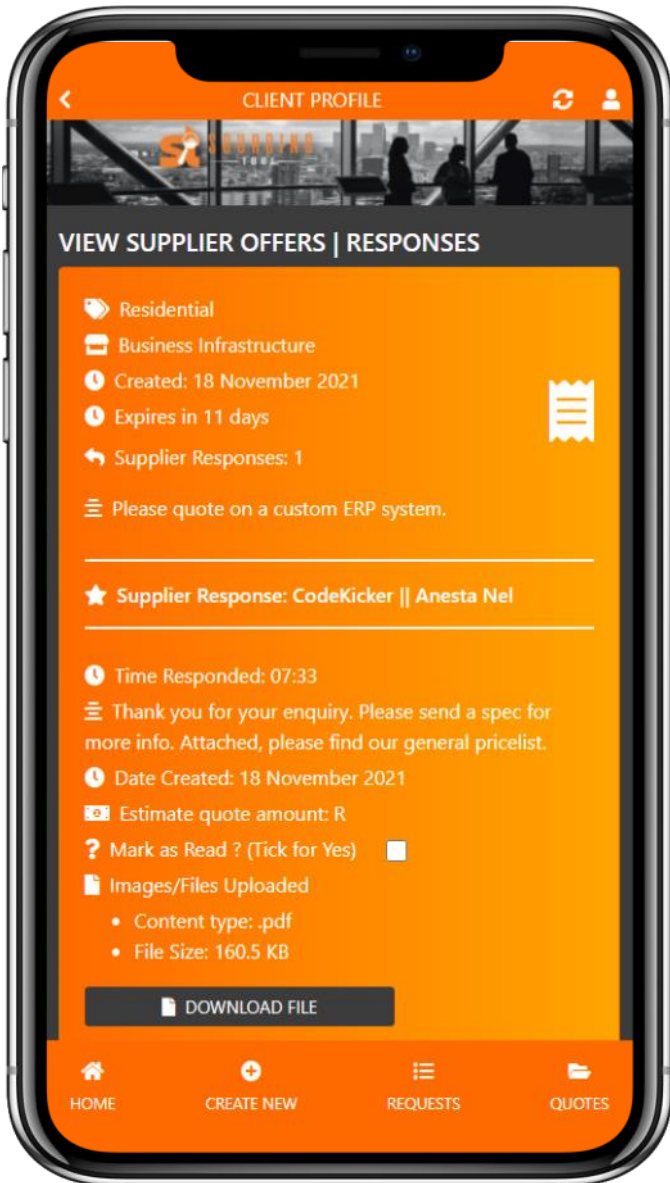 CLIENT PROFILE
SOURCING
TOOL
VIEW SUPPLIER OFFERS | RESPONSES
Residential
Business Infrastructure
Created: 18 November 2021
Expires in 11 days
Supplier Responses: 1
Please quote on a custom ERP system.
Supplier Response: CodeKicker || Anesta Nel
Time Responded: 07:33
Thank you for your enquiry. Please send a spec for
more info. Attached, please find our general pricelist.
Date Created: 18 November 2021
Estimate quote amount: R
? Mark as Read ? (Tick for Yes)
Images/Files Uploaded
• Content type: .pdf
• File Size: 160.5 KB
DOWNLOAD FILE
HOME CREATE NEW REQUESTS QUOTES